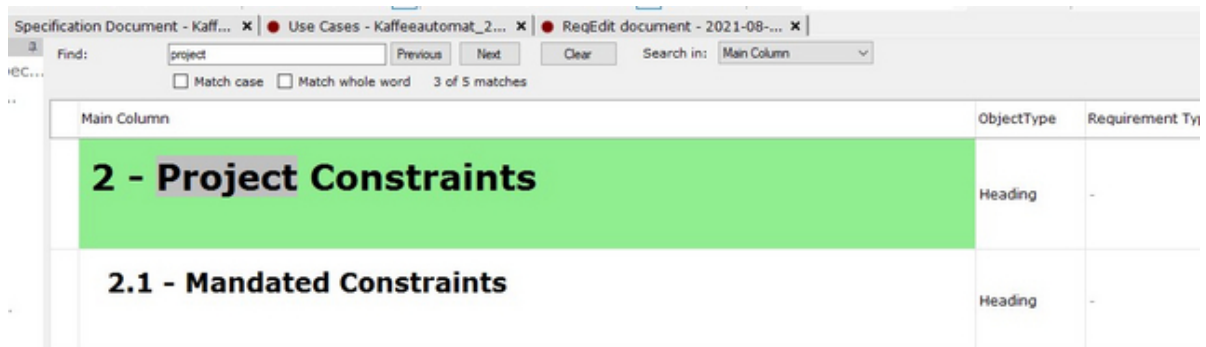 Specification Document - Kaff... × Use Cases - Kaffeeautomat_2... × ReqEdit document - 2021-08-... ×
Find: project Previous Next Clear Search in: Main Column
Match case Match whole word 3 of 5 matches
Main Column ObjectType Requirement Ty
2 - Project Constraints
Heading -
2.1 - Mandated Constraints
Heading -